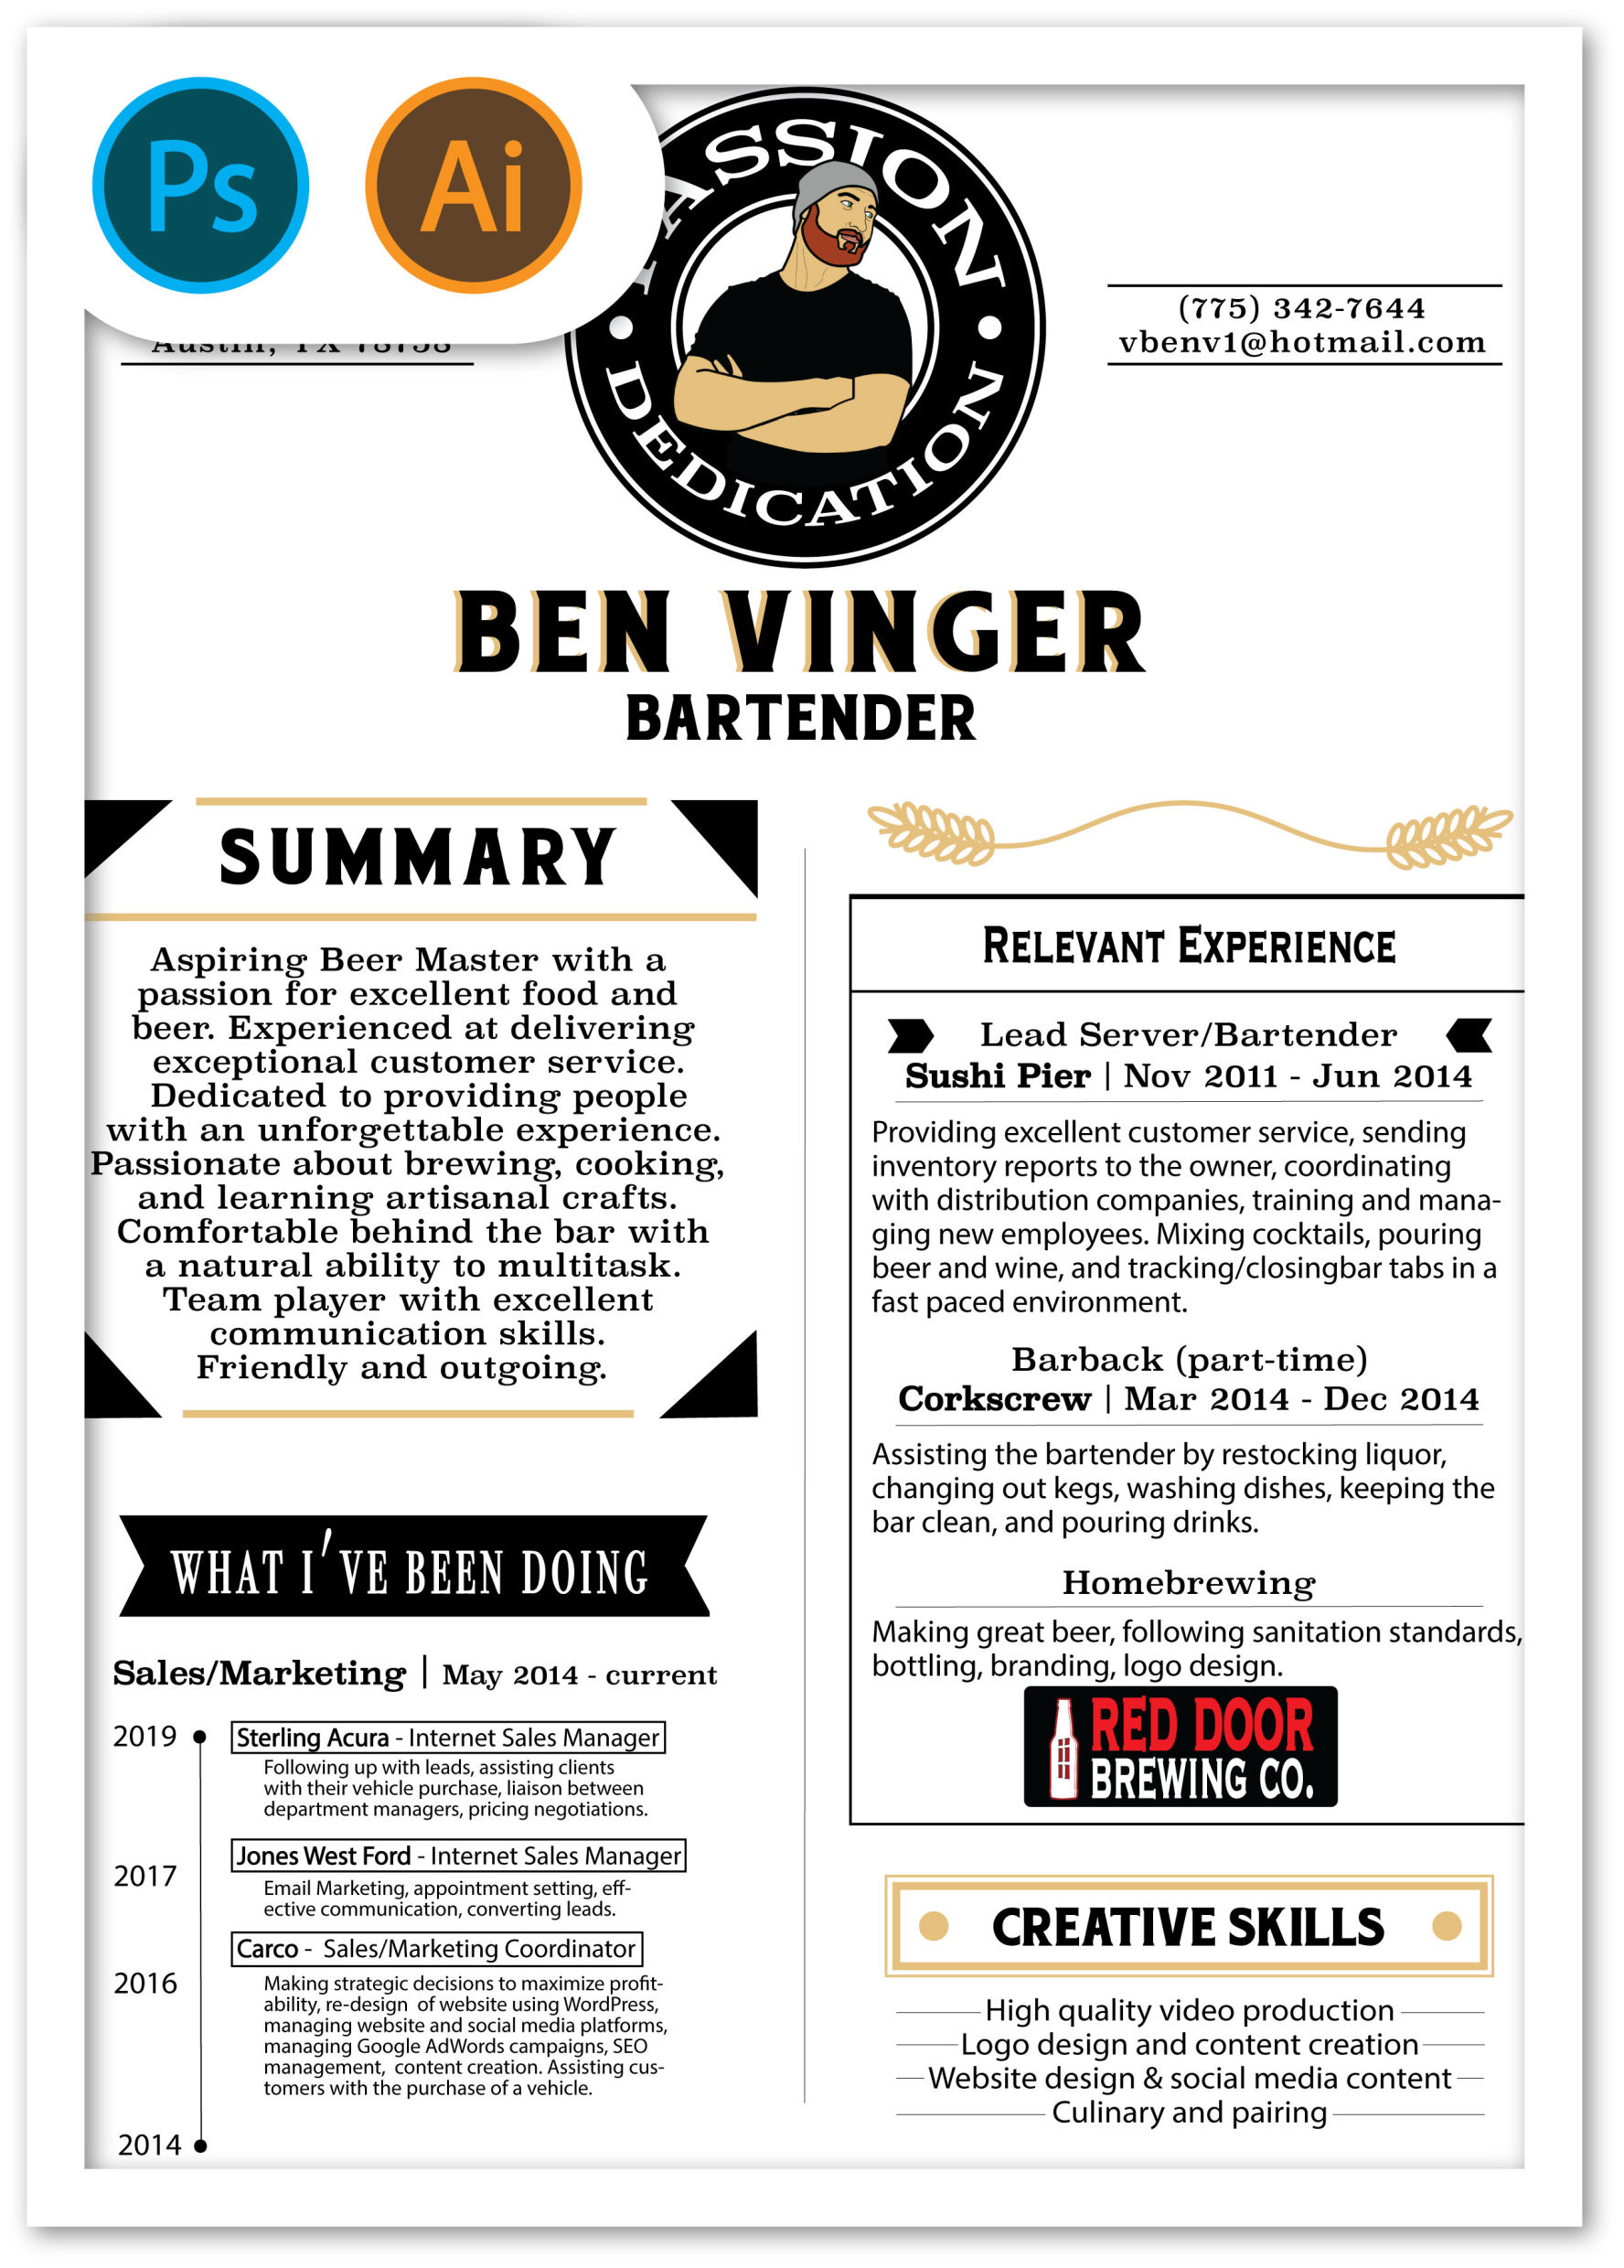 Ps
Ai
PASSION
DEDICATION
Austin, TX 78758
(775) 342-7644
vbenv1@hotmail.com
BEN VINGER
BARTENDER
SUMMARY
Aspiring Beer Master with a
passion for excellent food and
beer. Experienced at delivering
exceptional customer service.
Dedicated to providing people
with an unforgettable experience.
Passionate about brewing, cooking,
and learning artisanal crafts.
Comfortable behind the bar with
a natural ability to multitask.
Team player with excellent
communication skills.
Friendly and outgoing.
WHAT I'VE BEEN DOING
Sales/Marketing | May 2014 - current
2019
Sterling Acura - Internet Sales Manager
Following up with leads, assisting clients
with their vehicle purchase, liaison between
department managers, pricing negotiations.
2017
Jones West Ford - Internet Sales Manager
Email Marketing, appointment setting, eff-
ective communication, converting leads.
2016
Carco - Sales/Marketing Coordinator
Making strategic decisions to maximize profit-
ability, re-design of website using WordPress,
managing website and social media platforms,
managing Google AdWords campaigns, SEO
management, content creation. Assisting cus-
tomers with the purchase of a vehicle.
2014
RELEVANT EXPERIENCE
Lead Server/Bartender
Sushi Pier | Nov 2011 - Jun 2014
Providing excellent customer service, sending
inventory reports to the owner, coordinating
with distribution companies, training and mana-
ging new employees. Mixing cocktails, pouring
beer and wine, and tracking/closingbar tabs in a
fast paced environment.
Barback (part-time)
Corkscrew | Mar 2014 - Dec 2014
Assisting the bartender by restocking liquor,
changing out kegs, washing dishes, keeping the
bar clean, and pouring drinks.
Homebrewing
Making great beer, following sanitation standards,
bottling, branding, logo design.
RED DOOR
BREWING CO.
CREATIVE SKILLS
High quality video production
Logo design and content creation
Website design & social media content
Culinary and pairing